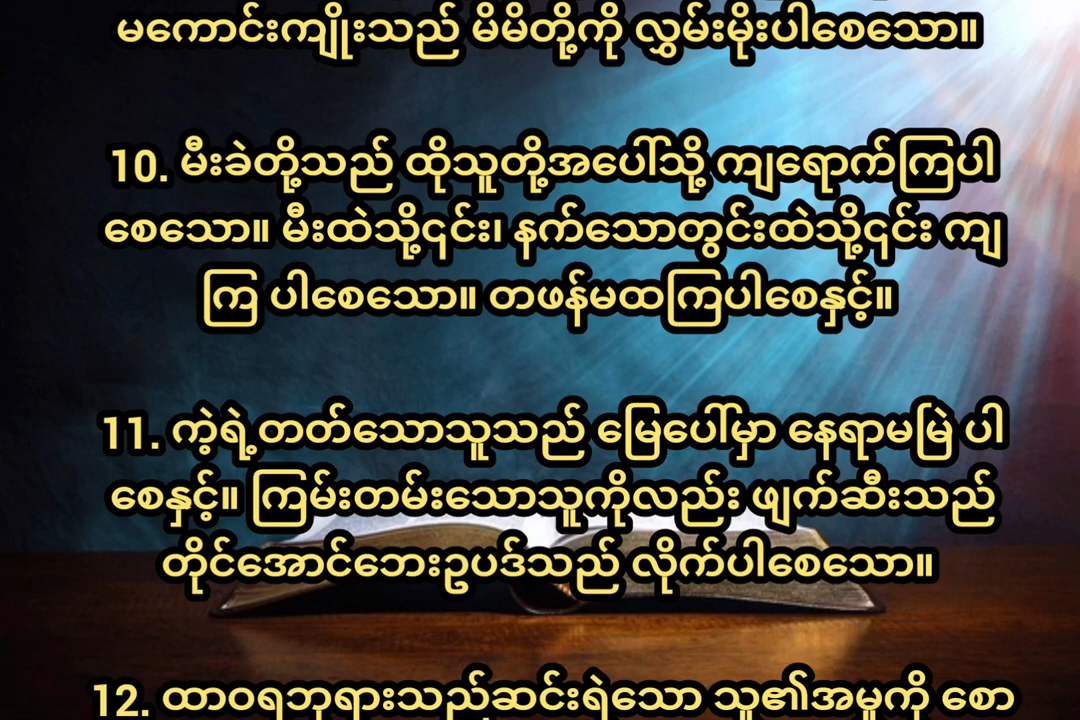 မကောင်းကျိုးသည် မိမိတို့ကို လွှမ်းမိုးပါစေသော။
10. မီးခဲတို့သည် ထိုသူတို့အပေါ်သို့ ကျရောက်ကြပါ
စေသော။ မီးထဲသို့၎င်း၊ နက်သောတွင်းထဲသို့၎င်း ကျ
ကြ ပါစေသော။ တဖန်မထကြပါစေနှင့်။
11. ကဲ့ရဲ့တတ်သောသူသည် မြေပေါ်မှာ နေရာမမြဲ ပါ
စေနှင့်။ ကြမ်းတမ်းသောသူကိုလည်း ဖျက်ဆီးသည်
တိုင်အောင်ဘေးဥပဒ်သည် လိုက်ပါစေသော။
12. ထာဝရဘုရားသည်ဆင်းရဲသော သူ၏အမှုကို စော